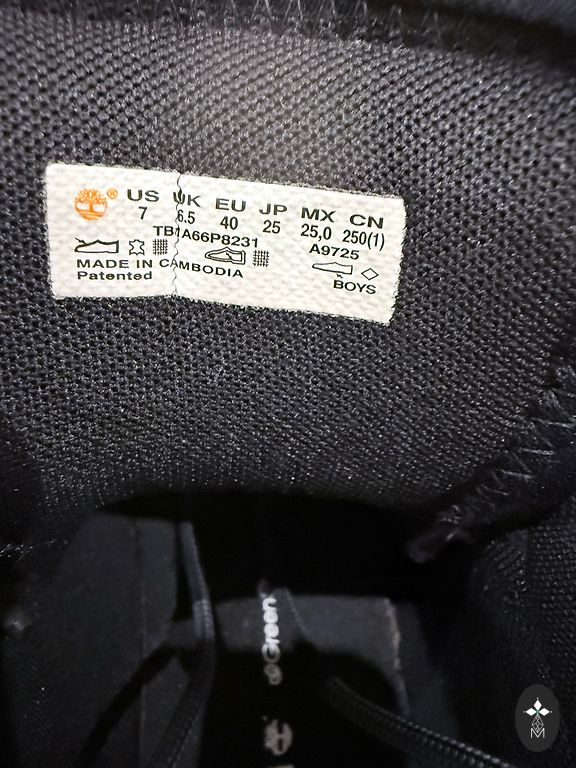 ®
US UK EU JP MX CN
7 6.5 40 25 25,0 250(1)
TB1A66P8231 A9725
MADE IN CAMBODIA
Patented BOYS
Green
M